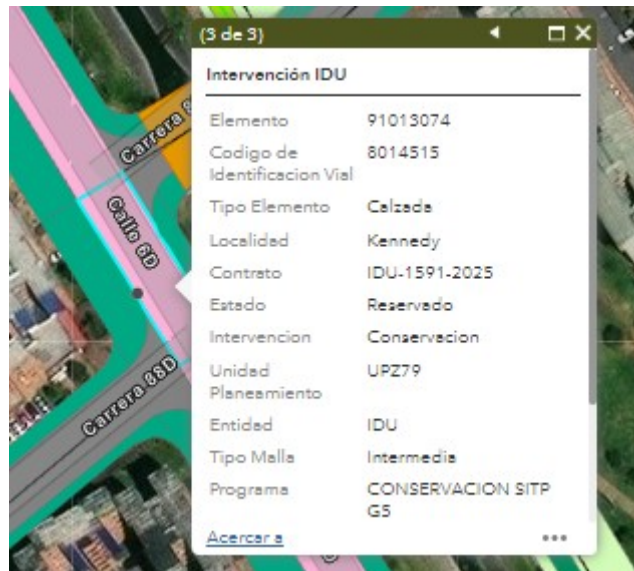 (3 de 3)
Intervención IDU
Elemento 91013074
Codigo de Identificacion Vial 8014515
Tipo Elemento Calzada
Localidad Kennedy
Contrato IDU-1591-2025
Estado Reservado
Intervencion Conservacion
Unidad Planeamiento UPZ79
Entidad IDU
Tipo Malla Intermedia
Programa CONSERVACION SITP G5
Acercar a
Carrera 8
Calle 6D
Carrera 88D